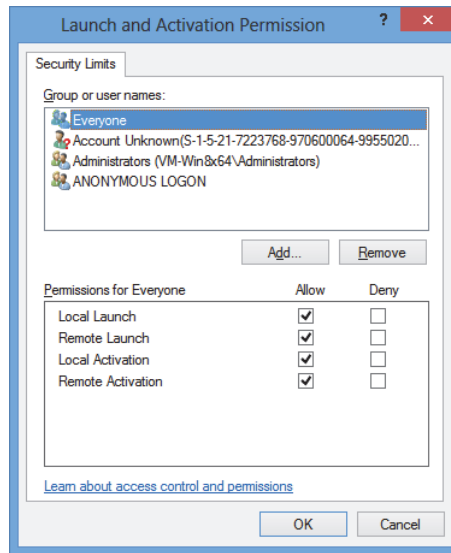 Launch and Activation Permission
?
Security Limits
Group or user names:
Everyone
Account Unknown(S-1-5-21-7223768-970600064-9955020...
Administrators (VM-Win8x64\Administrators)
ANONYMOUS LOGON
Add... Remove
Permissions for Everyone Allow Deny
Local Launch
Remote Launch
Local Activation
Remote Activation
Learn about access control and permissions
OK Cancel